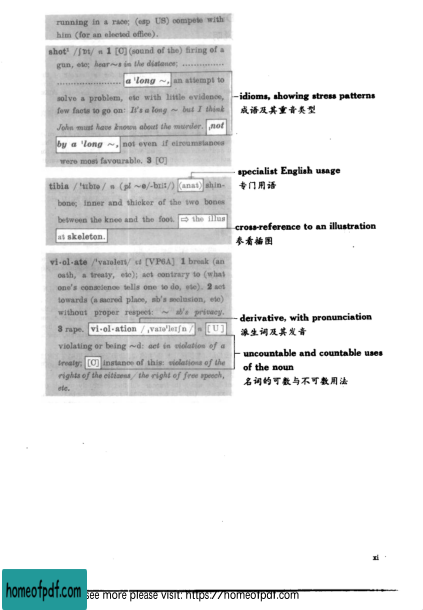 running in a race; (esp US) compete with
him (for an elected office).
shot¹ /ʃɒt/ n 1 [C] (sound of the) firing of a
gun, etc; hear ~s in the distance; ...............
....................... a 'long ~, an attempt to
solve a problem, etc with little evidence,
few facts to go on: It's a long ~ but I think
John must have known about the murder. ,not
by a 'long ~, not even if circumstances
were most favourable. 3 [C]
idioms, showing stress patterns
成语及其重音类型
tibia /ˈtɪbɪə/ n (pl ~e/-bɪiː/) (anat) shin-
bone; inner and thicker of the two bones
between the knee and the foot. ⇨ the illus
at skeleton.
specialist English usage
专门用语
cross-reference to an illustration
参看插图
vi·ol·ate /ˈvaɪəleɪt/ vt [VP6A] 1 break (an
oath, a treaty, etc); act contrary to (what
one's conscience tells one to do, etc). 2 act
towards (a sacred place, sb's seclusion, etc)
without proper respect: ~ sb's privacy.
3 rape. vi·ol·ation /ˌvaɪəˈleɪʃn/ n [U]
violating or being ~d: act in violation of a
treaty; [C] instance of this: violations of the
rights of the citizens/the right of free speech,
etc.
derivative, with pronunciation
派生词及其发音
uncountable and countable uses
of the noun
名词的可数与不可数用法
xi
homeofpdf.com
see more please visit: https://homeofpdf.com